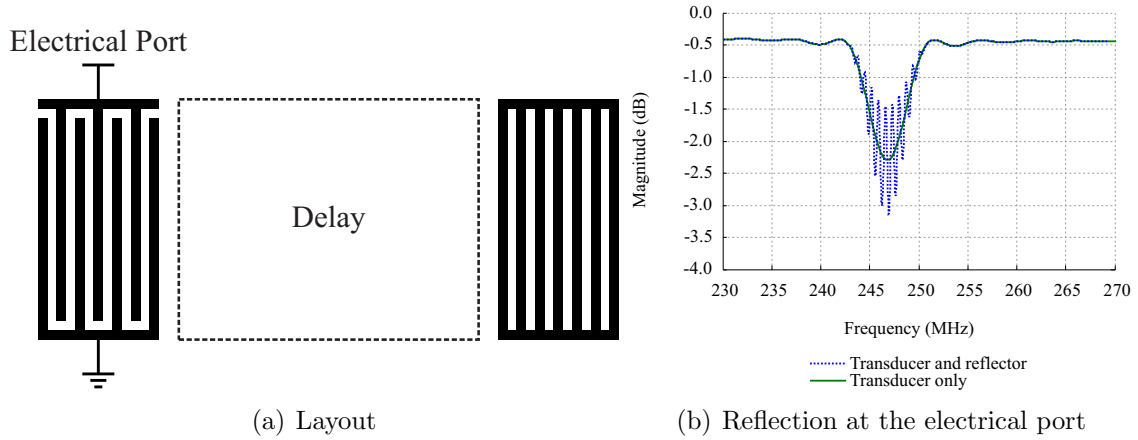 Electrical Port
Delay
(a) Layout
0.0
−0.5
−1.0
−1.5
−2.0
−2.5
−3.0
−3.5
−4.0
Magnitude (dB)
230 235 240 245 250 255 260 265 270
Frequency (MHz)
Transducer and reflector
Transducer only
(b) Reflection at the electrical port